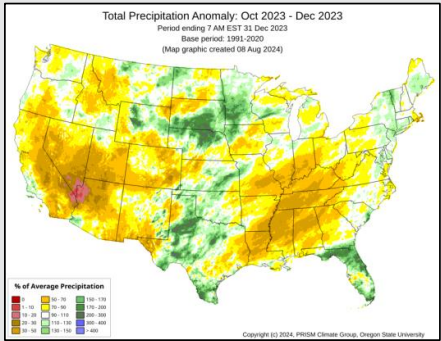 Total Precipitation Anomaly: Oct 2023 - Dec 2023
Period ending 7 AM EST 31 Dec 2023
Base period: 1991-2020
(Map graphic created 08 Aug 2024)
% of Average Precipitation
0 50 - 70 150 - 170
1 - 10 70 - 90 170 - 200
10 - 20 90 - 110 200 - 300
20 - 30 110 - 130 300 - 400
30 - 50 130 - 150 > 400
Copyright (c) 2024, PRISM Climate Group, Oregon State University